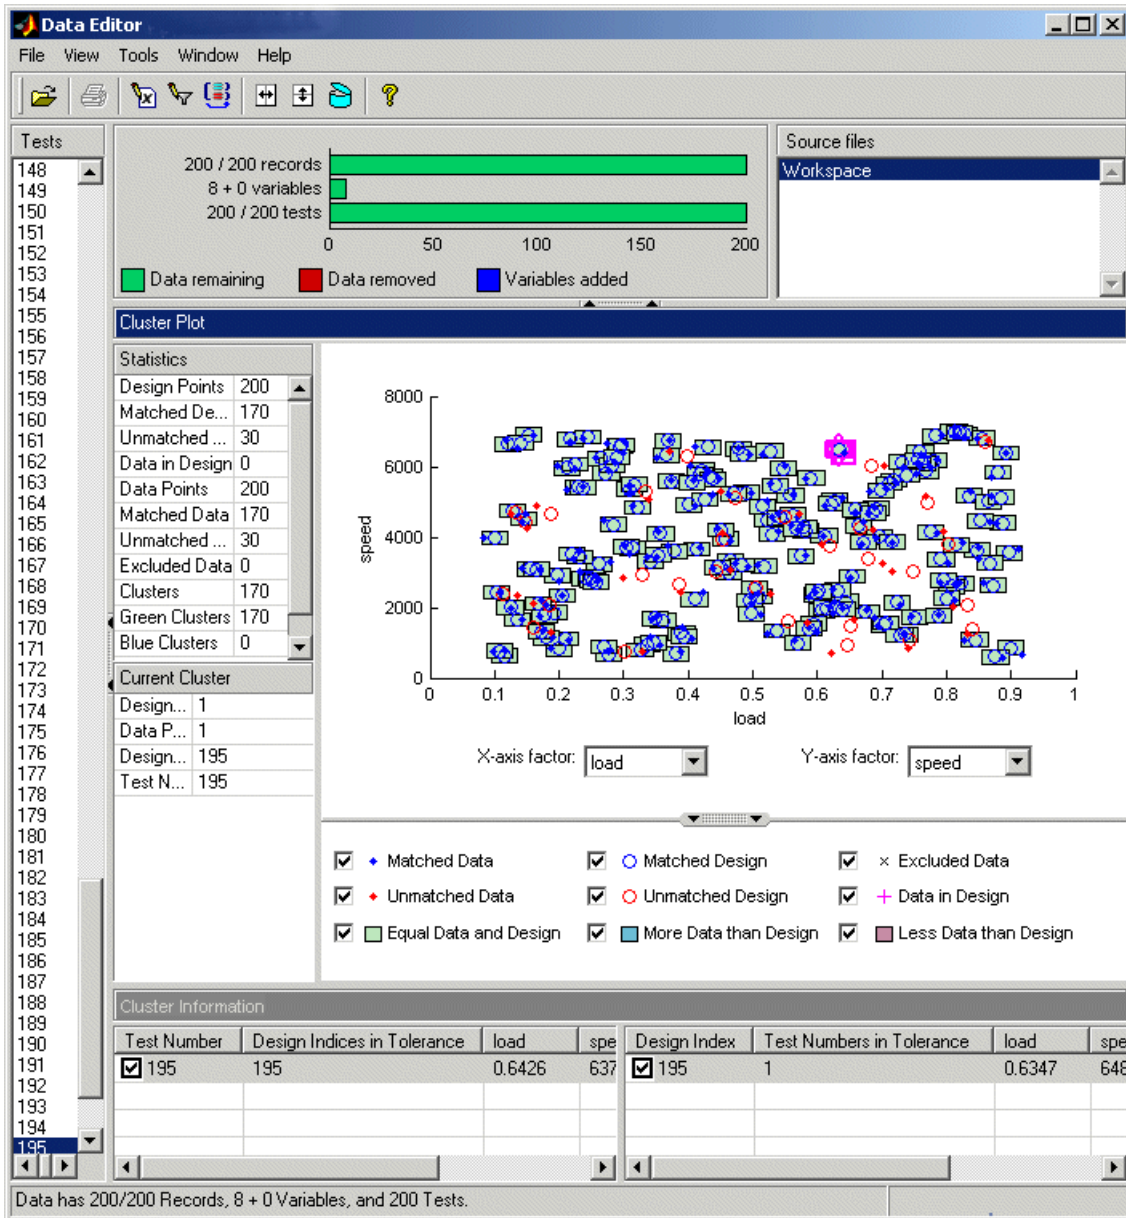 Data Editor
File View Tools Window Help
Tests
148
149
150
151
152
153
154
155
156
157
158
159
160
161
162
163
164
165
166
167
168
169
170
171
172
173
174
175
176
177
178
179
180
181
182
183
184
185
186
187
188
189
190
191
192
193
194
195
200 / 200 records
8 + 0 variables
200 / 200 tests
0 50 100 150 200
Data remaining Data removed Variables added
Source files
Workspace
Cluster Plot
Statistics
Design Points 200
Matched De... 170
Unmatched ... 30
Data in Design 0
Data Points 200
Matched Data 170
Unmatched ... 30
Excluded Data 0
Clusters 170
Green Clusters 170
Blue Clusters 0
Current Cluster
Design... 1
Data P... 1
Design... 195
Test N... 195
8000
6000
4000
2000
0
speed
0 0.1 0.2 0.3 0.4 0.5 0.6 0.7 0.8 0.9 1
load
X-axis factor: load Y-axis factor: speed
Matched Data Matched Design Excluded Data
Unmatched Data Unmatched Design Data in Design
Equal Data and Design More Data than Design Less Data than Design
Cluster Information
Test Number Design Indices in Tolerance load spe
195 195 0.6426 637
Design Index Test Numbers in Tolerance load spe
195 1 0.6347 648
Data has 200/200 Records, 8 + 0 Variables, and 200 Tests.